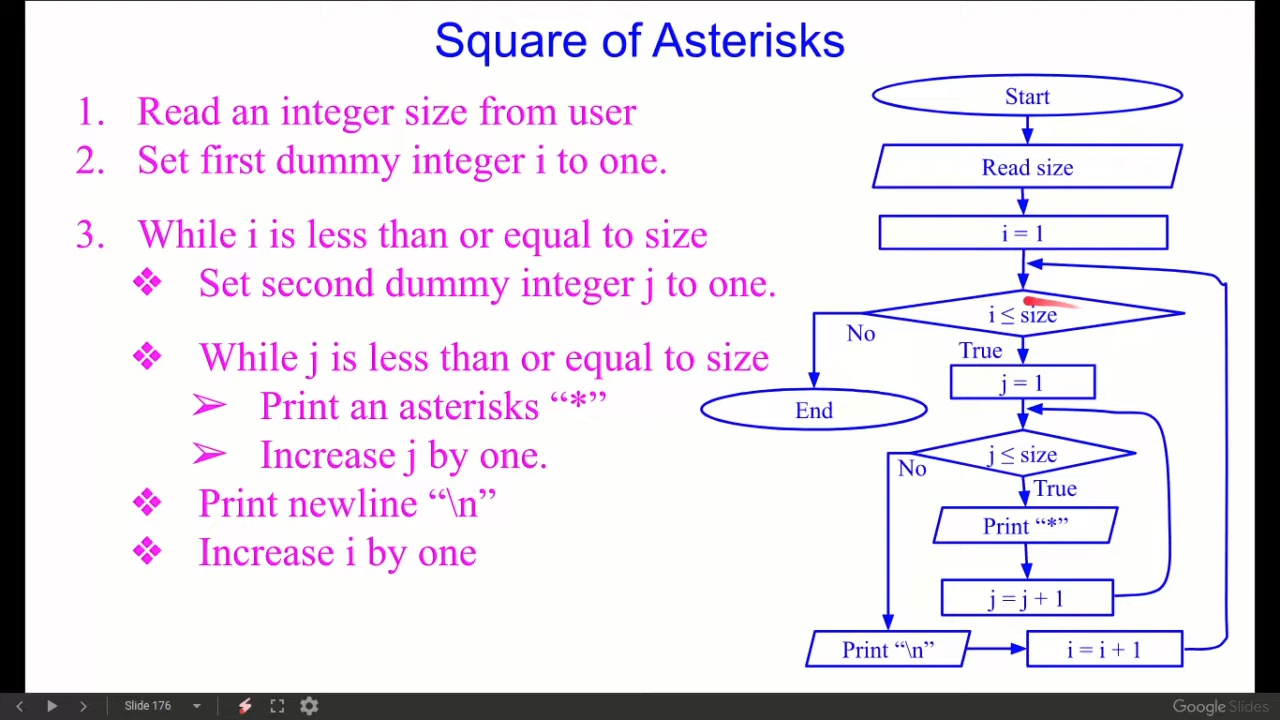 Square of Asterisks
1. Read an integer size from user
2. Set first dummy integer i to one.
3. While i is less than or equal to size
❖ Set second dummy integer j to one.
❖ While j is less than or equal to size
➢ Print an asterisks “*”
➢ Increase j by one.
❖ Print newline “\n”
❖ Increase i by one
Start
Read size
i = 1
i ≤ size
No
True
j = 1
End
j ≤ size
No
True
Print “*”
j = j + 1
Print “\n”
i = i + 1
Slide 176
Google Slides